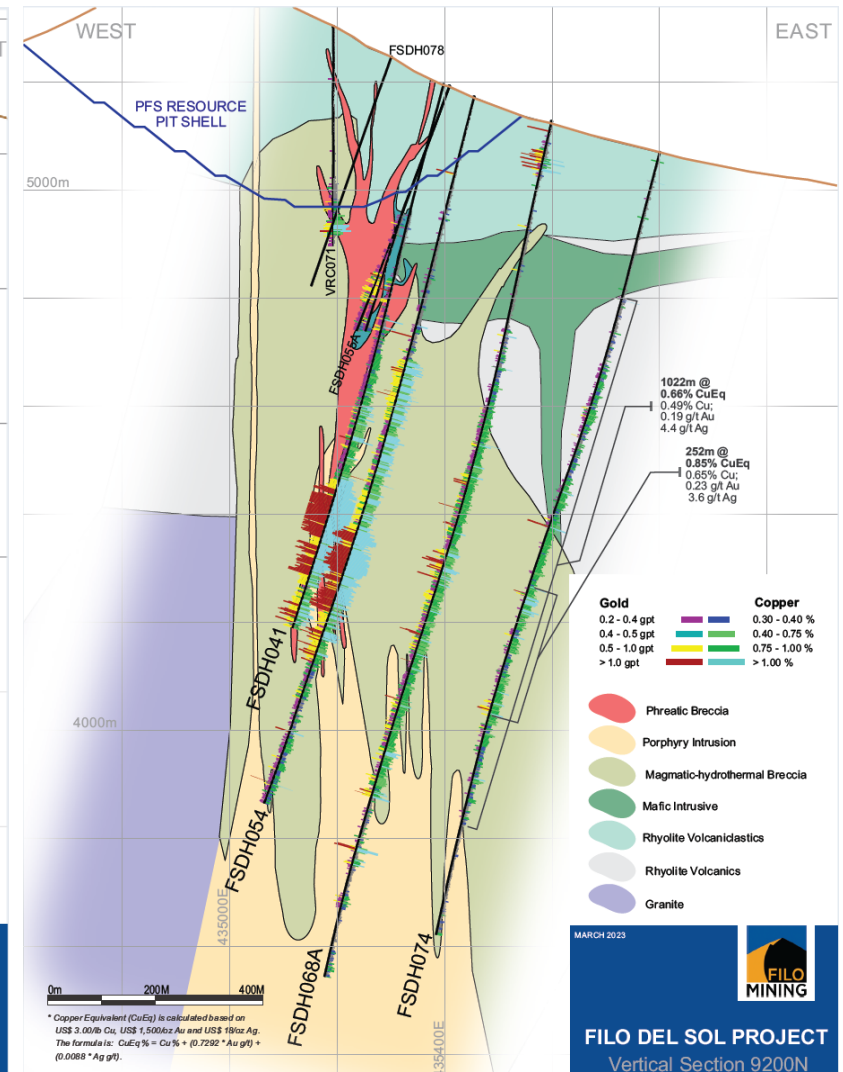 WEST
EAST
FSDH078
PFS RESOURCE
PIT SHELL
5000m
VRC071
FSDH055A
1022m @
0.66% CuEq
0.49% Cu;
0.19 g/t Au
4.4 g/t Ag
252m @
0.85% CuEq
0.65% Cu;
0.23 g/t Au
3.6 g/t Ag
Gold Copper
0.2 - 0.4 gpt 0.30 - 0.40 %
0.4 - 0.5 gpt 0.40 - 0.75 %
0.5 - 1.0 gpt 0.75 - 1.00 %
> 1.0 gpt > 1.00 %
FSDH041
4000m
Phreatic Breccia
Porphyry Intrusion
Magmatic-hydrothermal Breccia
Mafic Intrusive
Rhyolite Volcaniclastics
Rhyolite Volcanics
Granite
FSDH054
435000E
FSDH068A
FSDH074
435400E
0m 200M 400M
* Copper Equivalent (CuEq) is calculated based on
US$ 3.00/lb Cu, US$ 1,500/oz Au and US$ 18/oz Ag.
The formula is: CuEq % = Cu % + (0.7292 * Au g/t) +
(0.0088 * Ag g/t).
MARCH 2023
FILO
MINING
FILO DEL SOL PROJECT
Vertical Section 9200N